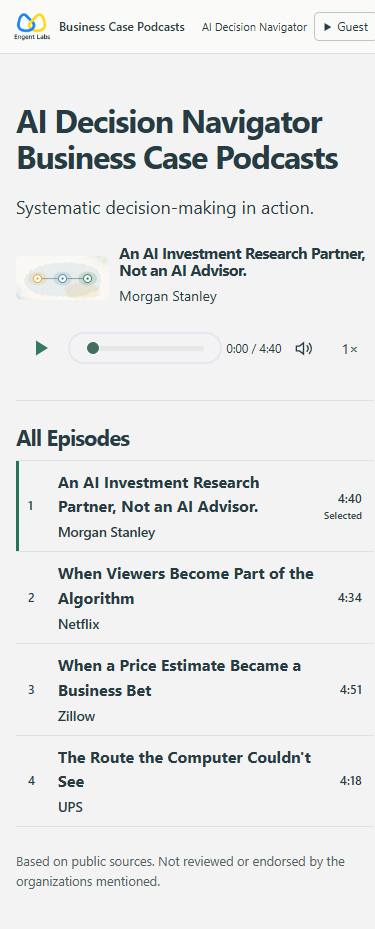 Engent Labs
Business Case Podcasts
AI Decision Navigator
Guest
AI Decision Navigator
Business Case Podcasts
Systematic decision-making in action.
An AI Investment Research Partner,
Not an AI Advisor.
Morgan Stanley
0:00 / 4:40
1×
All Episodes
1
An AI Investment Research
Partner, Not an AI Advisor.
Morgan Stanley
4:40
Selected
2
When Viewers Become Part of the
Algorithm
Netflix
4:34
3
When a Price Estimate Became a
Business Bet
Zillow
4:51
4
The Route the Computer Couldn't
See
UPS
4:18
Based on public sources. Not reviewed or endorsed by the
organizations mentioned.